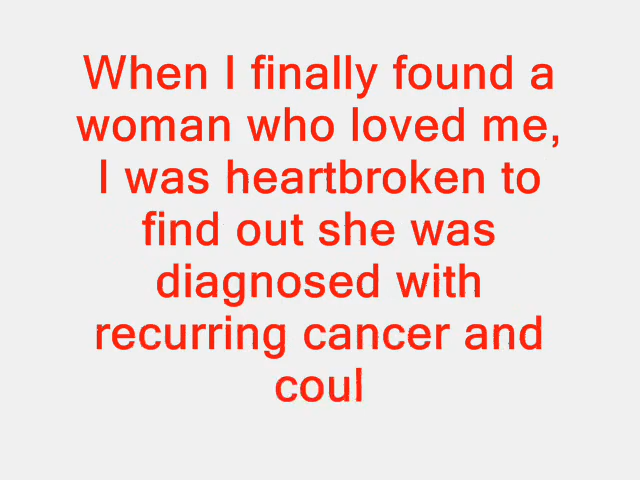 When I finally found a
woman who loved me,
I was heartbroken to
find out she was
diagnosed with
recurring cancer and
coul